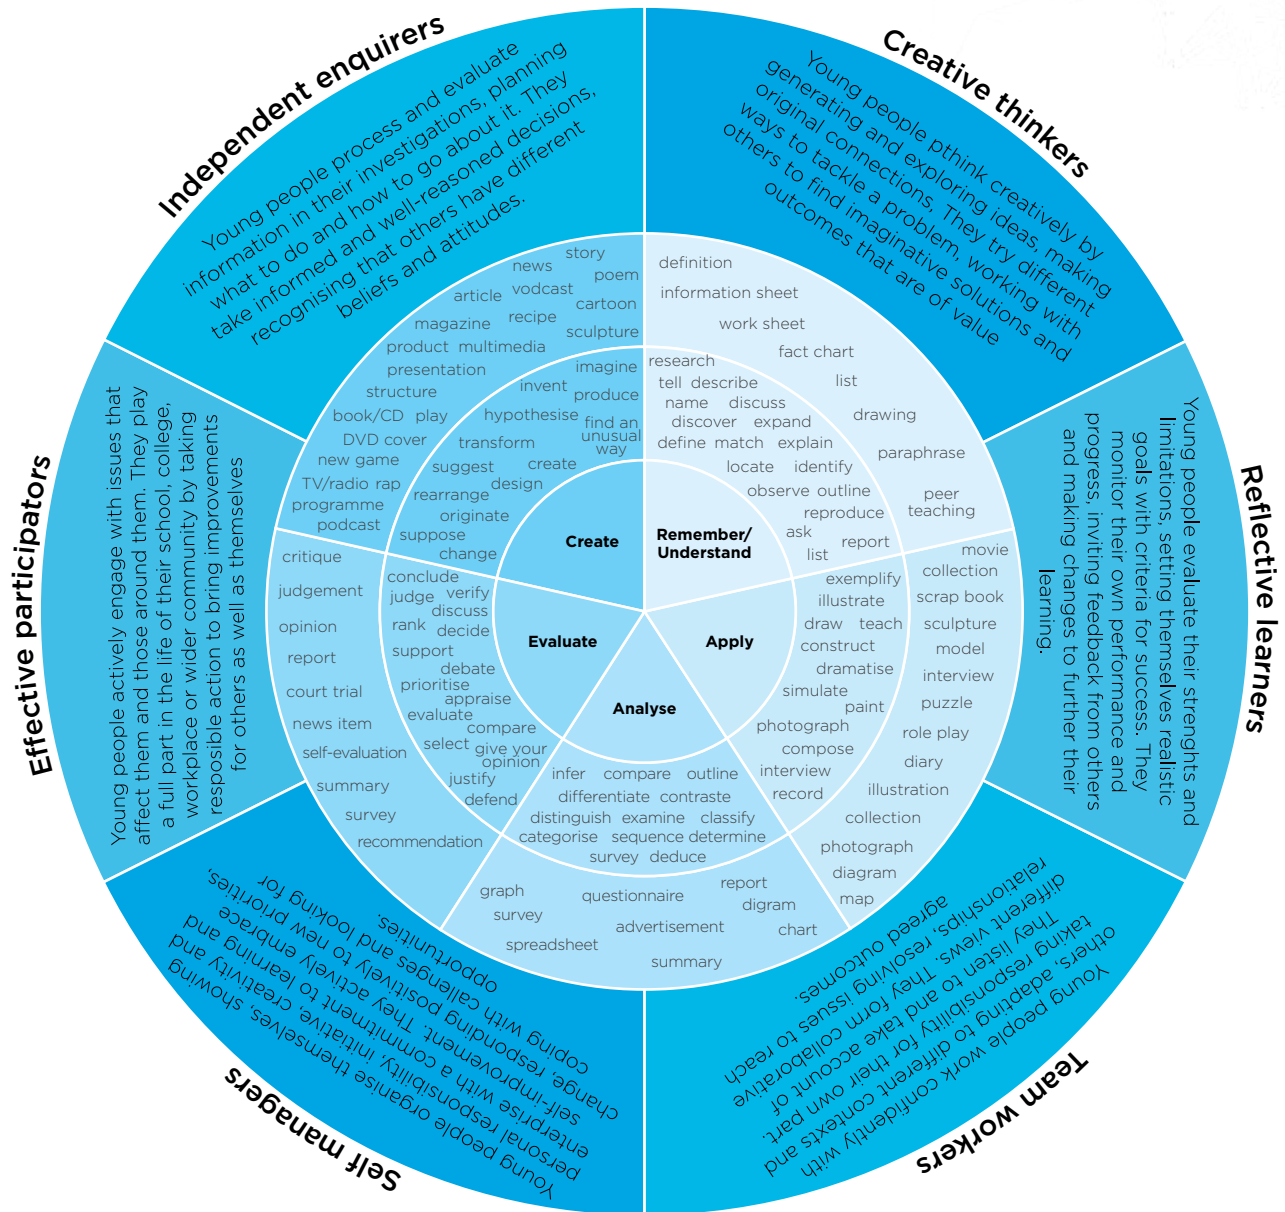 Independent enquirers
Young people process and evaluate
information in their investigations, planning
what to do and how to go about it. They
take informed and well-reasoned decisions,
recognising that others have different
beliefs and attitudes.
Creative thinkers
Young people pthink creatively by
generating and exploring ideas, making
original connections. They try different
ways to tackle a problem, working with
others to find imaginative solutions and
outcomes that are of value
Reflective learners
Young people evaluate their strenghts and
limitations, setting themselves realistic
goals with criteria for success. They
monitor their own performance and
progress, inviting feedback from others
and making changes to further their
learning.
Team workers
Young people work confidently with
others, adapting to different contexts and
taking responsibility for their own part.
They listen to and take account of
different views. They form collaborative
relationships, resolving issues to reach
agreed outcomes.
Self managers
Young people organise themselves, showing
personal responsibility, initiative, creativity and
enterprise with a commitment to learning and
self-improvement. They actively embrace
change, responding positively to new priorities,
coping with callenges and looking for
opportunities.
Effective participators
Young people actively engage with issues that
affect them and those around them. They play
a full part in the life of their school, college,
workplace or wider community by taking
resposible action to bring improvements
for others as well as themselves
story
news
poem
vodcast
article
cartoon
recipe
magazine
sculpture
product multimedia
presentation
structure
book/CD play
DVD cover
new game
TV/radio rap
programme
podcast
imagine
invent
produce
hypothesise
find an
unusual
way
transform
suggest create
design
rearrange
originate
suppose
change
Create
definition
information sheet
work sheet
fact chart
list
drawing
paraphrase
peer
teaching
research
tell describe
name discuss
discover expand
define match explain
locate identify
observe outline
reproduce
ask
report
list
Remember/
Understand
movie
collection
scrap book
sculpture
model
interview
puzzle
role play
diary
illustration
collection
photograph
diagram
map
exemplify
illustrate
draw teach
construct
dramatise
simulate
paint
photograph
compose
interview
record
Apply
Analyse
infer compare outline
differentiate contraste
distinguish examine classify
categorise sequence determine
survey deduce
graph
questionnaire
report
digram
survey
advertisement
chart
spreadsheet
summary
Evaluate
conclude
judge verify
discuss
rank decide
support
debate
prioritise
appraise
evaluate
compare
select give your
opinion
justify
defend
critique
judgement
opinion
report
court trial
news item
self-evaluation
summary
survey
recommendation